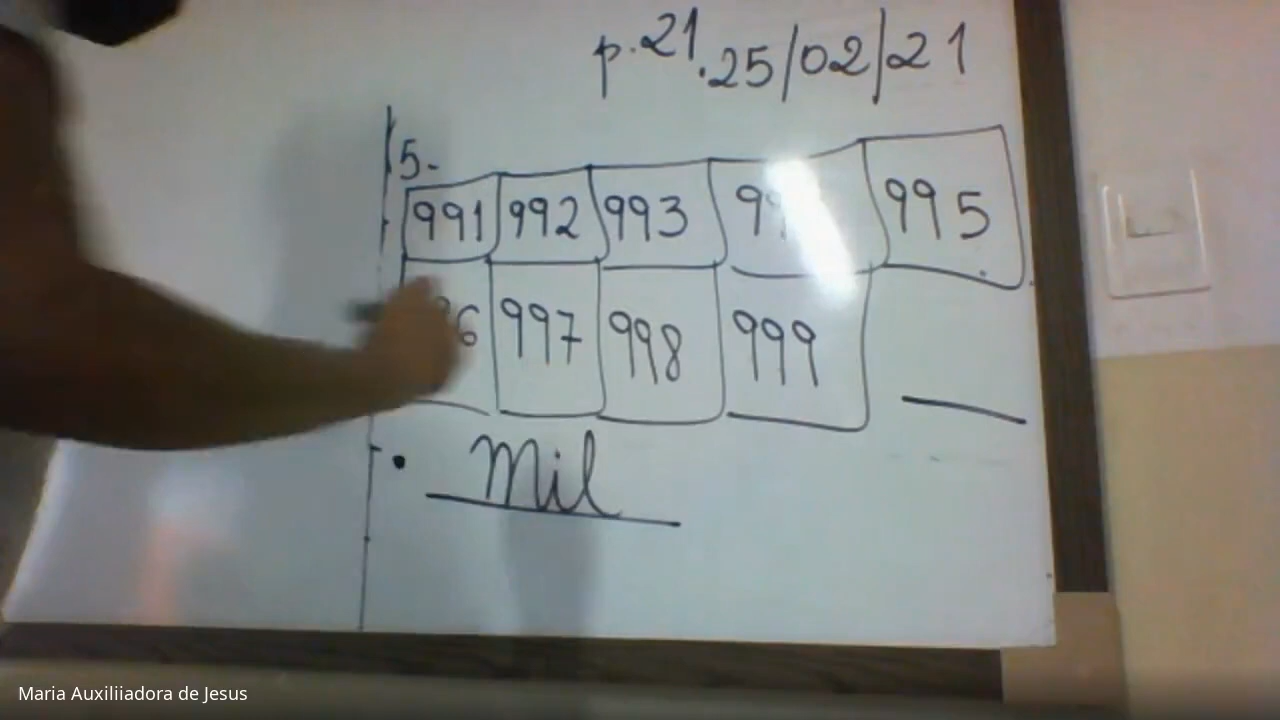 p. 21. 25/02/21
5-
991 992 993 995
997 998 999
• Mil
Maria Auxiliiadora de Jesus